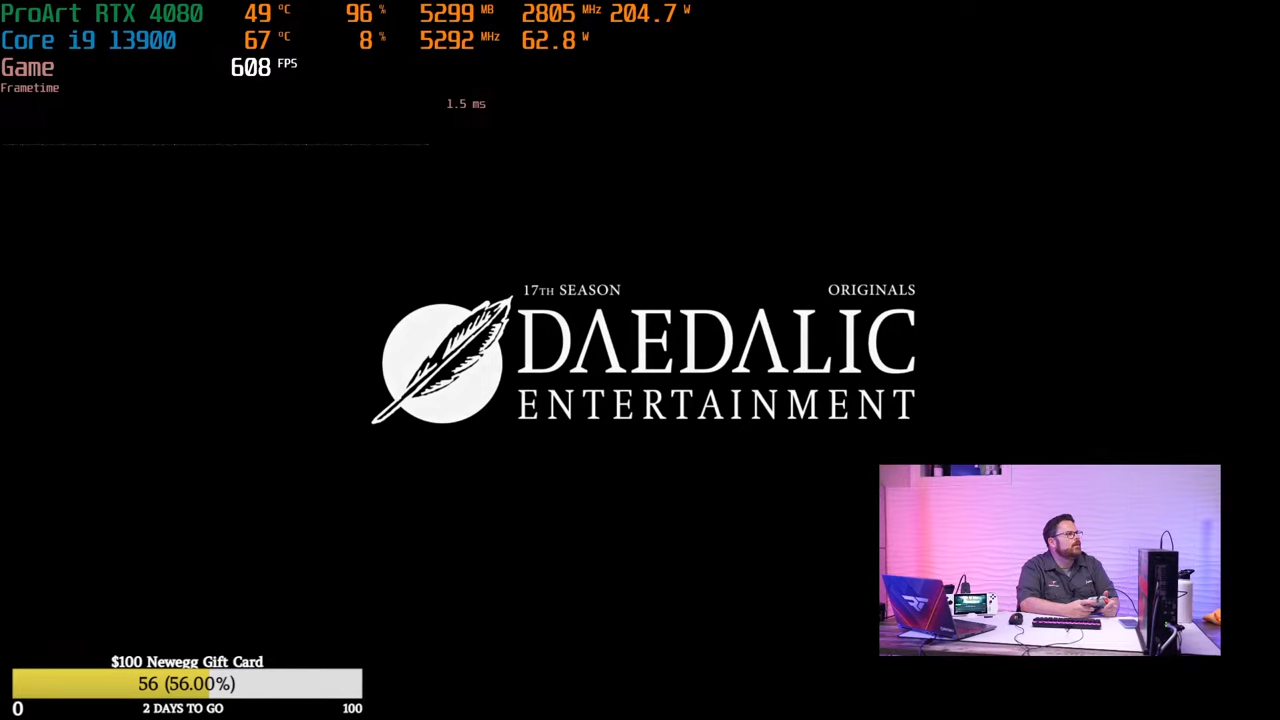 ProArt RTX 4080 49 °C 96 % 5299 MB 2805 MHz 204.7 W
Core i9 13900 67 °C 8 % 5292 MHz 62.8 W
Game 608 FPS
Frametime
1.5 ms
17TH SEASON ORIGINALS
DAEDALIC
ENTERTAINMENT
$100 Newegg Gift Card
56 (56.00%)
0 2 DAYS TO GO 100